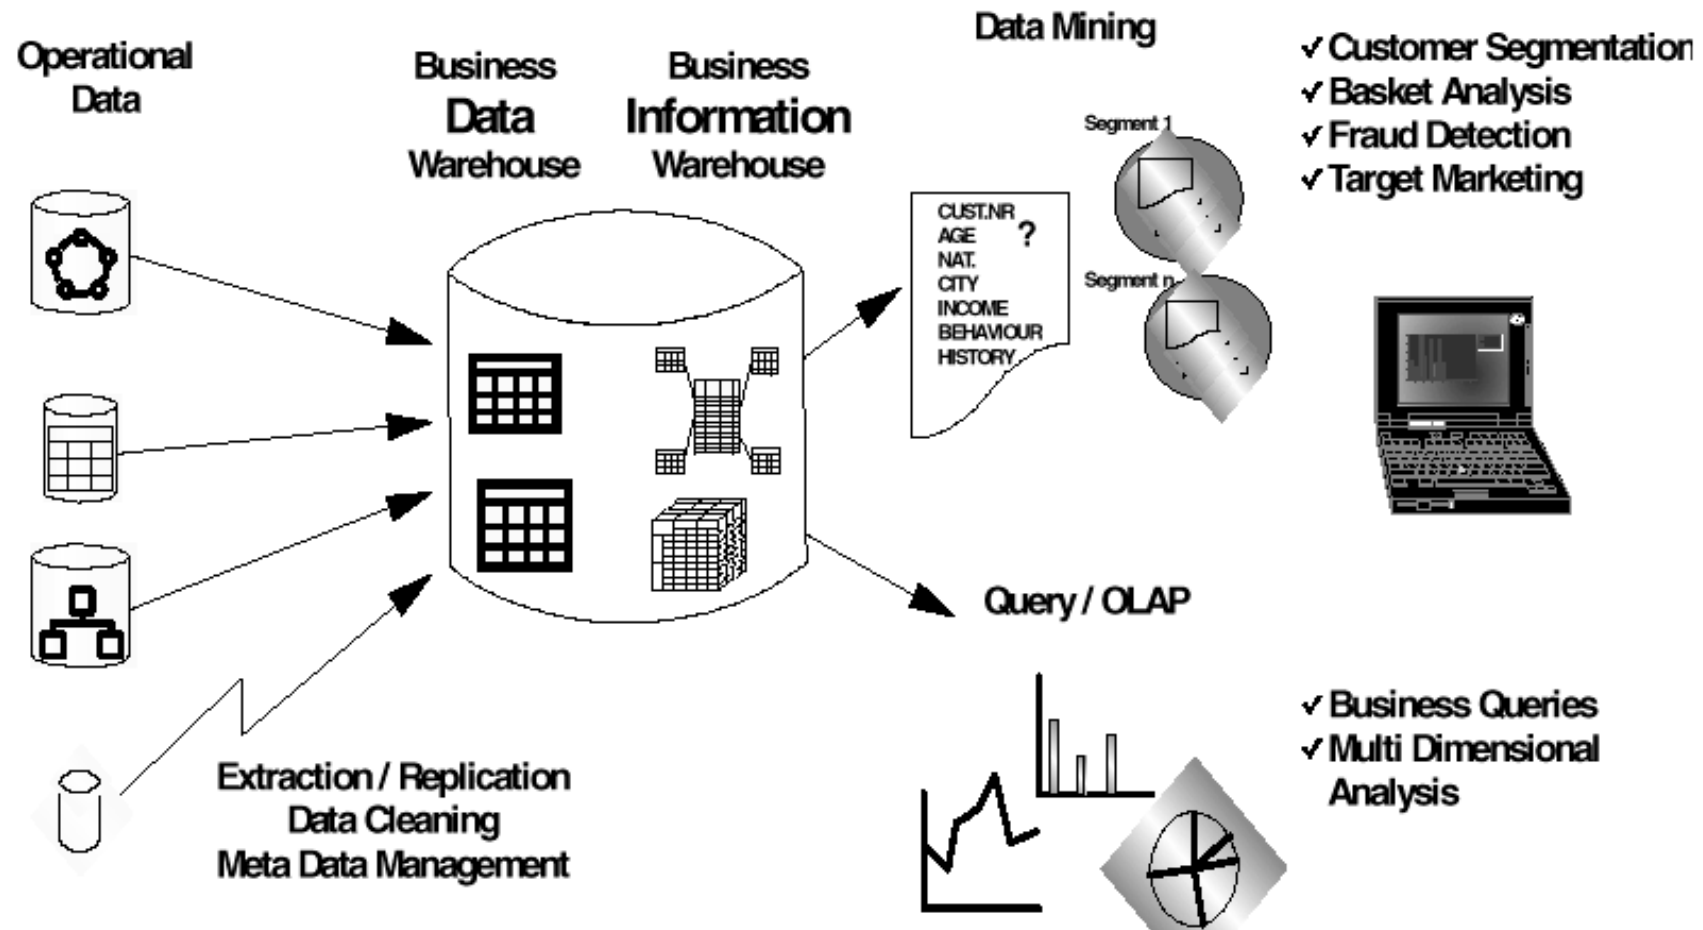 Operational
Data
Business
Data
Warehouse
Business
Information
Warehouse
Data Mining
✓ Customer Segmentation
✓ Basket Analysis
✓ Fraud Detection
✓ Target Marketing
Segment 1
Segment n
CUST.NR
AGE ?
NAT.
CITY
INCOME
BEHAVIOUR
HISTORY
Query / OLAP
✓ Business Queries
✓ Multi Dimensional
Analysis
Extraction / Replication
Data Cleaning
Meta Data Management